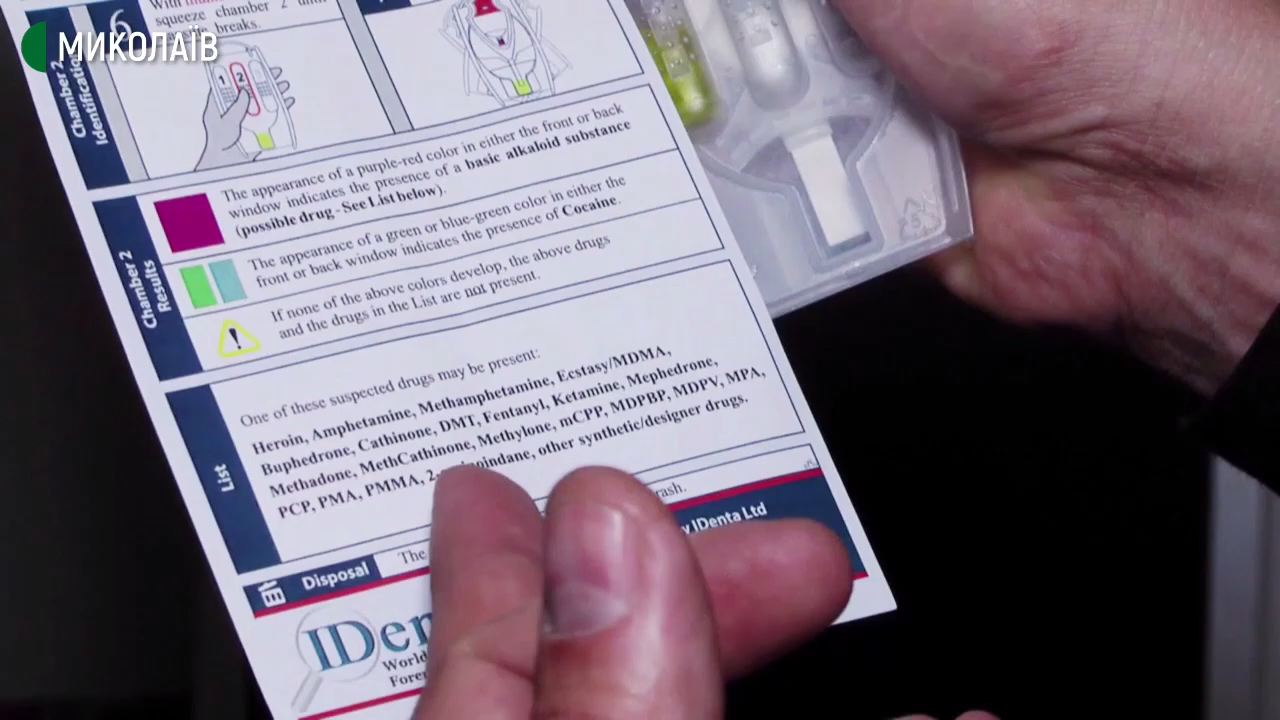 6
With
squeeze chamber 2 until
breaks.
МИКОЛАЇВ
Chamber 2
Identification
1 2
The appearance of a purple-red color in either the front or back
window indicates the presence of a basic alkaloid substance
(possible drug - See List below).
The appearance of a green or blue-green color in either the
front or back window indicates the presence of Cocaine.
If none of the above colors develop, the above drugs
and the drugs in the List are not present.
Chamber 2
Results
List
One of these suspected drugs may be present:
Heroin, Amphetamine, Methamphetamine, Ecstasy/MDMA,
Buphedrone, Cathinone, DMT, Fentanyl, Ketamine, Mephedrone,
Methadone, MethCathinone, Methylone, mCPP, MDPBP, MDPV, MPA,
PCP, PMA, PMMA, other synthetic/designer drugs.
Disposal
The
IDenta Ltd
IDen
World
Foren
5